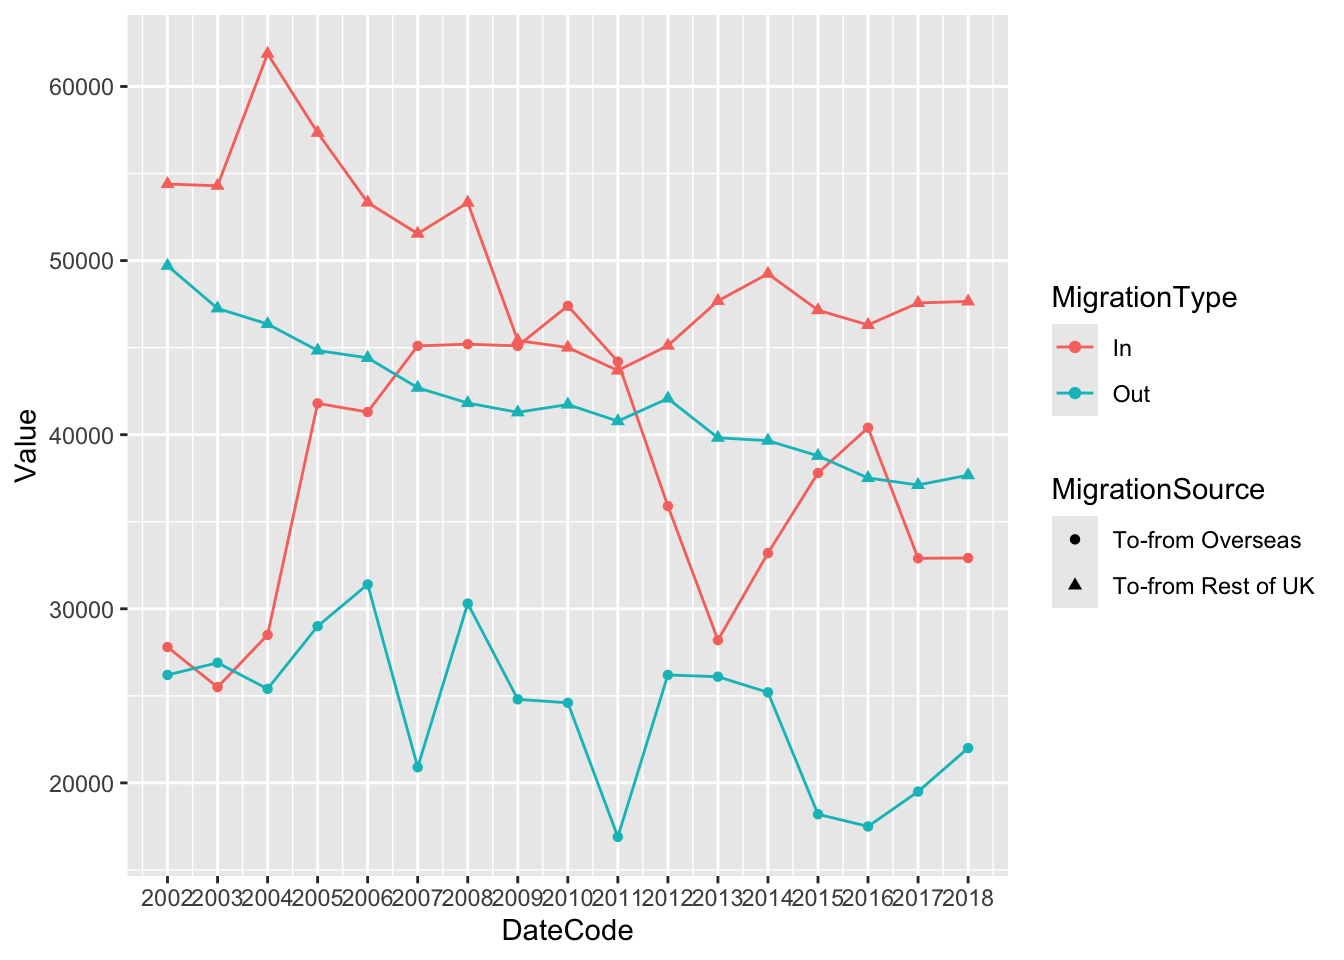 60000
50000
40000
30000
20000
Value
2002 2003 2004 2005 2006 2007 2008 2009 2010 2011 2012 2013 2014 2015 2016 2017 2018
DateCode
MigrationType
In
Out
MigrationSource
To-from Overseas
To-from Rest of UK